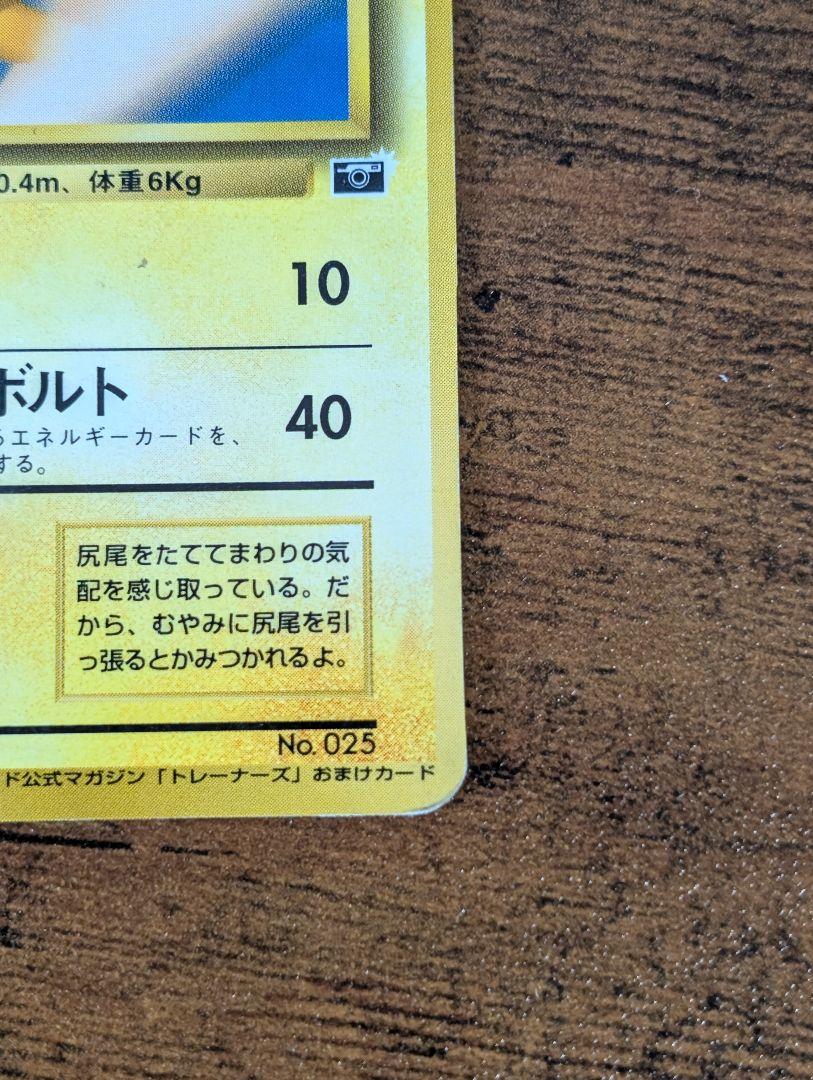 0.4m、体重6Kg
10
ボルト
40
るエネルギーカードを、
する。
尻尾をたててまわりの気
配を感じ取っている。だ
から、むやみに尻尾を引
っ張るとかみつかれるよ。
No. 025
ド公式マガジン「トレーナーズ」おまけカード